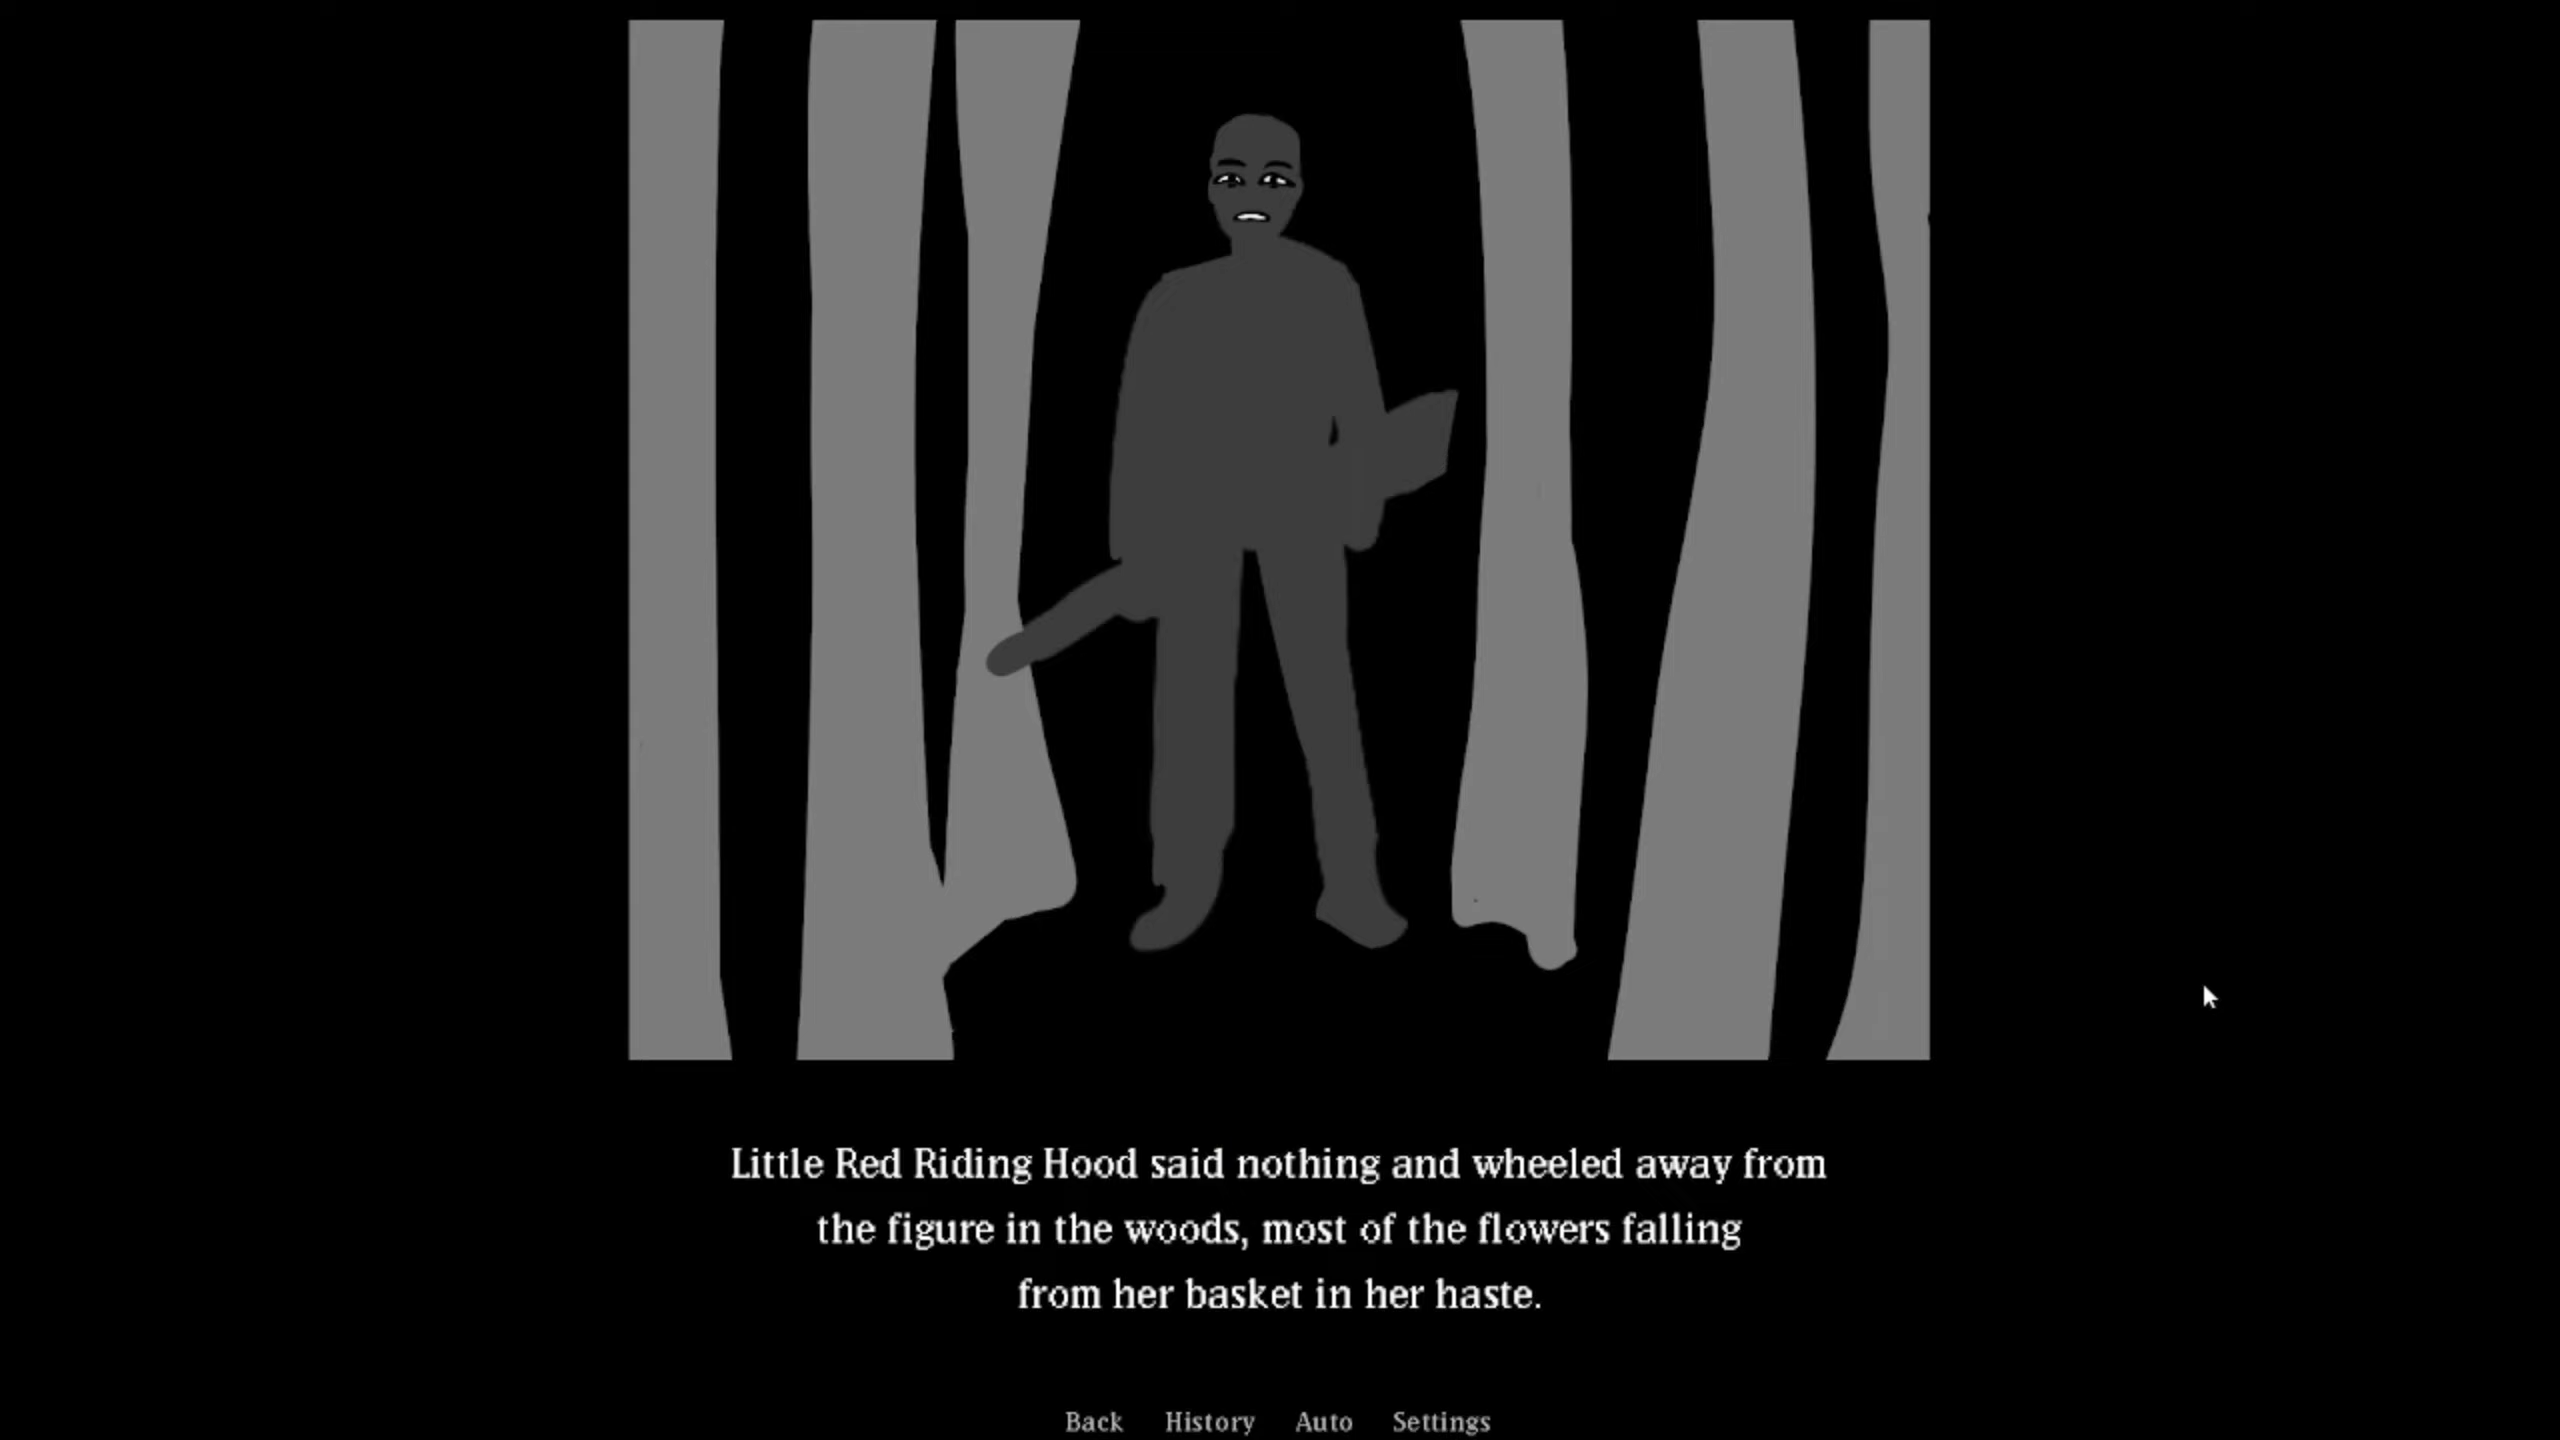 Little Red Riding Hood said nothing and wheeled away from
the figure in the woods, most of the flowers falling
from her basket in her haste.
Back History Auto Settings